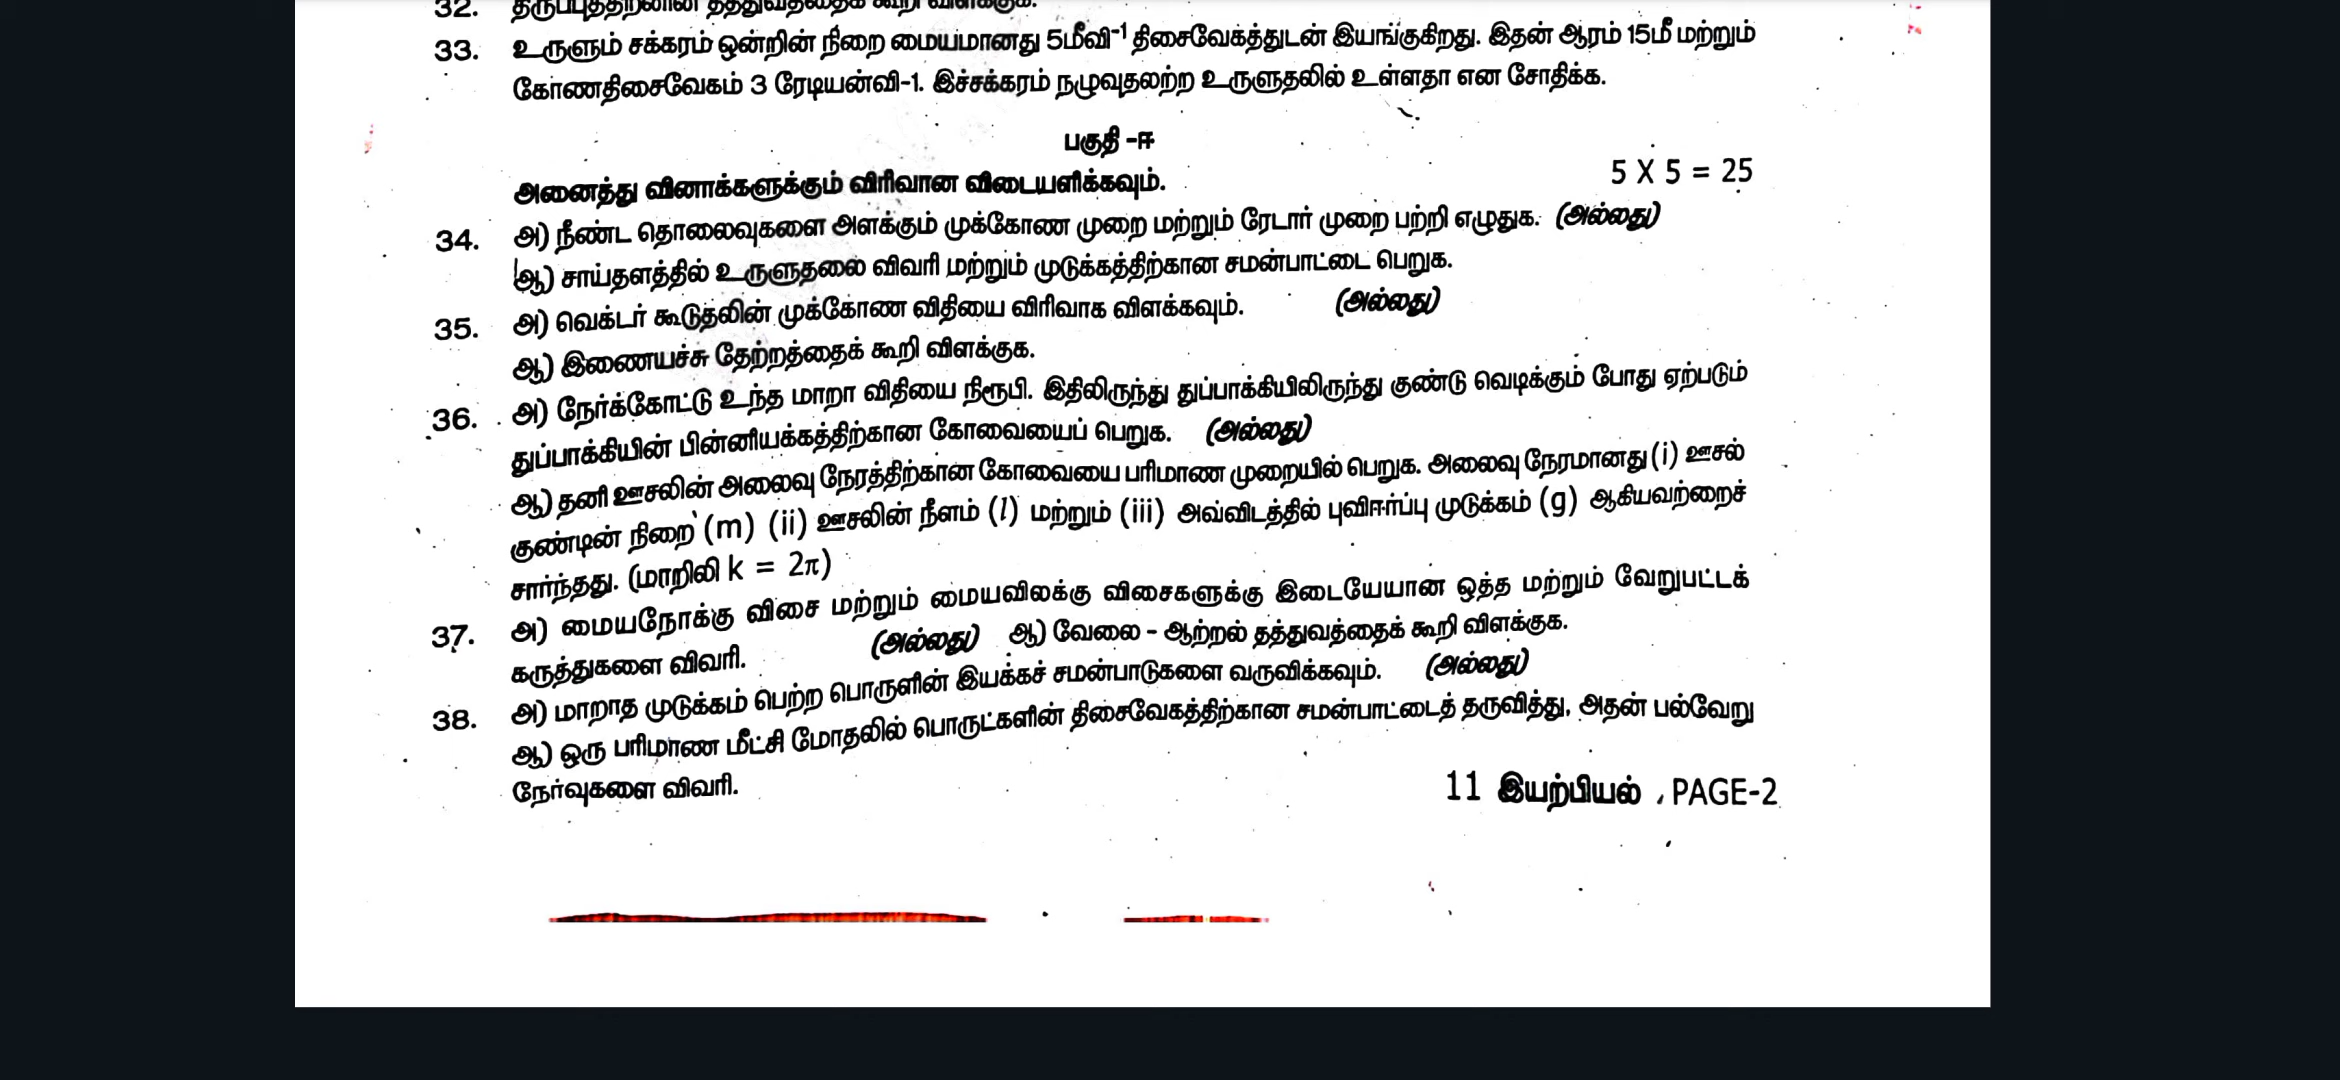 32. திருப்புத்திறனின் தத்துவத்தைக் கூறி விளக்குக.
33. உருளும் சக்கரம் ஒன்றின் நிறை மையமானது 5மீவி⁻¹ திசைவேகத்துடன் இயங்குகிறது. இதன் ஆரம் 15மீ மற்றும்
கோணதிசைவேகம் 3 ரேடியன்வி-1. இச்சக்கரம் நழுவுதலற்ற உருளுதலில் உள்ளதா என சோதிக்க.
பகுதி -ஈ
அனைத்து வினாக்களுக்கும் விரிவான விடையளிக்கவும். 5 X 5 = 25
34. அ) நீண்ட தொலைவுகளை அளக்கும் முக்கோண முறை மற்றும் ரேடார் முறை பற்றி எழுதுக. (அல்லது)
ஆ) சாய்தளத்தில் உருளுதலை விவரி மற்றும் முடுக்கத்திற்கான சமன்பாட்டை பெறுக.
35. அ) வெக்டர் கூடுதலின் முக்கோண விதியை விரிவாக விளக்கவும். (அல்லது)
ஆ) இணையச்சு தேற்றத்தைக் கூறி விளக்குக.
36. அ) நேர்க்கோட்டு உந்த மாறா விதியை நிரூபி. இதிலிருந்து துப்பாக்கியிலிருந்து குண்டு வெடிக்கும் போது ஏற்படும்
துப்பாக்கியின் பின்னியக்கத்திற்கான கோவையைப் பெறுக. (அல்லது)
ஆ) தனி ஊசலின் அலைவு நேரத்திற்கான கோவையை பரிமாண முறையில் பெறுக. அலைவு நேரமானது (i) ஊசல்
குண்டின் நிறை (m) (ii) ஊசலின் நீளம் (l) மற்றும் (iii) அவ்விடத்தில் புவிஈர்ப்பு முடுக்கம் (g) ஆகியவற்றைச்
சார்ந்தது. (மாறிலி k = 2π)
37. அ) மையநோக்கு விசை மற்றும் மையவிலக்கு விசைகளுக்கு இடையேயான ஒத்த மற்றும் வேறுபட்டக்
கருத்துகளை விவரி. (அல்லது) ஆ) வேலை - ஆற்றல் தத்துவத்தைக் கூறி விளக்குக.
38. அ) மாறாத முடுக்கம் பெற்ற பொருளின் இயக்கச் சமன்பாடுகளை வருவிக்கவும். (அல்லது)
ஆ) ஒரு பரிமாண மீட்சி மோதலில் பொருட்களின் திசைவேகத்திற்கான சமன்பாட்டைத் தருவித்து, அதன் பல்வேறு
நேர்வுகளை விவரி.
11 இயற்பியல் , PAGE-2